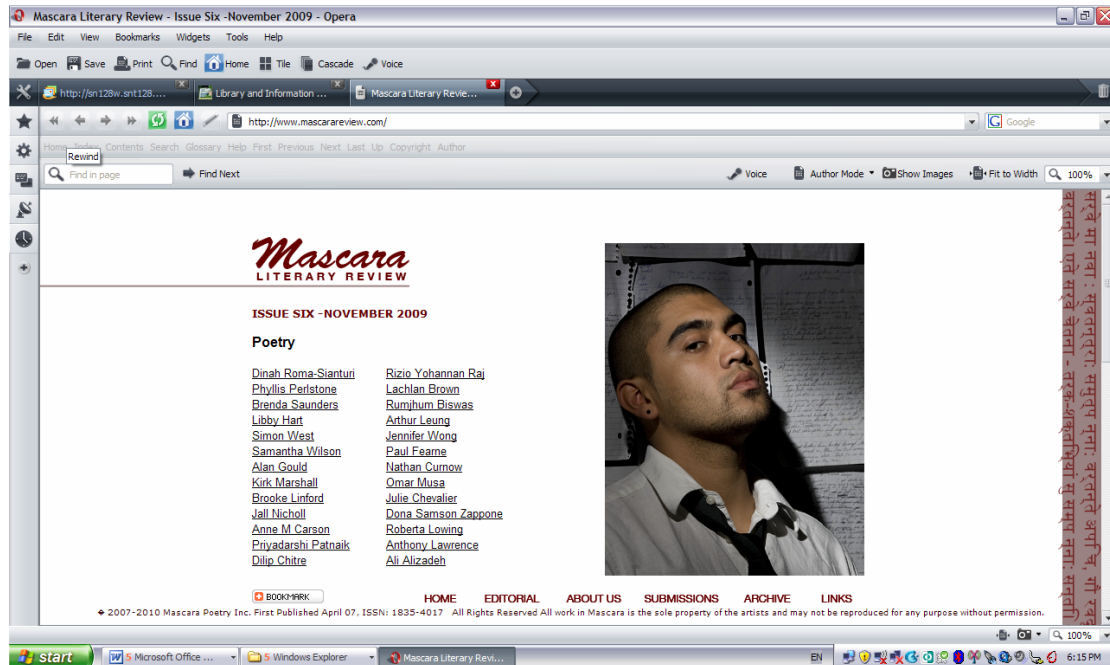 Mascara Literary Review - Issue Six -November 2009 - Opera
File Edit View Bookmarks Widgets Tools Help
Open Save Print Find Home Tile Cascade Voice
http://sn128w.snt128.... Library and Information ... Mascara Literary Revie...
http://www.mascarareview.com/ Google
Home Index Contents Search Glossary Help First Previous Next Last Up Copyright Author
Rewind
Find in page Find Next Voice Author Mode Show Images Fit to Width 100%
Mascara
LITERARY REVIEW
ISSUE SIX -NOVEMBER 2009
Poetry
Dinah Roma-Sianturi Rizio Yohannan Raj
Phyllis Perlstone Lachlan Brown
Brenda Saunders Rumjhum Biswas
Libby Hart Arthur Leung
Simon West Jennifer Wong
Samantha Wilson Paul Fearne
Alan Gould Nathan Curnow
Kirk Marshall Omar Musa
Brooke Linford Julie Chevalier
Jall Nicholl Dona Samson Zappone
Anne M Carson Roberta Lowing
Priyadarshi Patnaik Anthony Lawrence
Dilip Chitre Ali Alizadeh
BOOKMARK HOME EDITORIAL ABOUT US SUBMISSIONS ARCHIVE LINKS
2007-2010 Mascara Poetry Inc. First Published April 07, ISSN: 1835-4017 All Rights Reserved All work in Mascara is the sole property of the artists and may not be reproduced for any purpose without permission.
100%
start 5 Microsoft Office ... 5 Windows Explorer Mascara Literary Revi... EN 6:15 PM